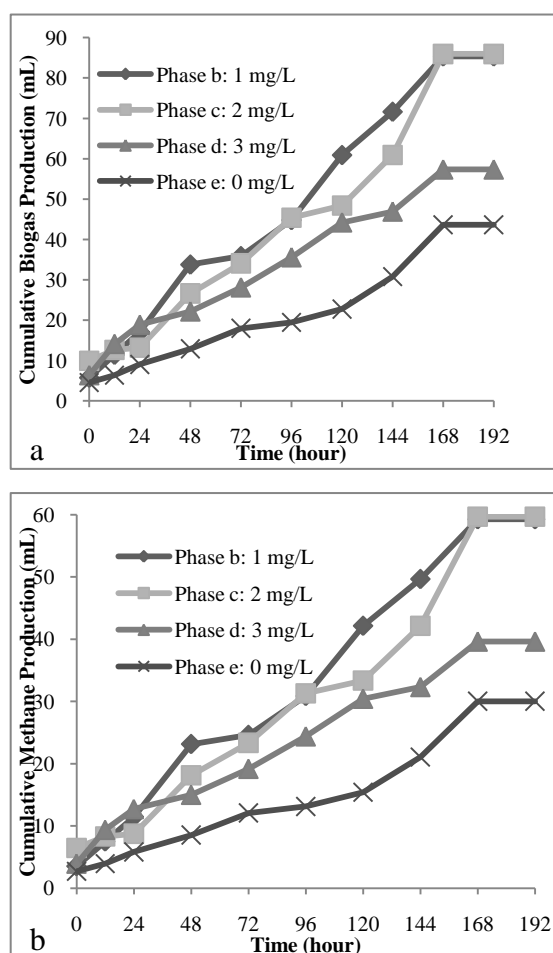 90
80
70
60
50
40
30
20
10
0
Cumulative Biogas Production (mL)
Phase b: 1 mg/L
Phase c: 2 mg/L
Phase d: 3 mg/L
Phase e: 0 mg/L
0 24 48 72 96 120 144 168 192
Time (hour)
a
60
50
40
30
20
10
0
Cumulative Methane Production (mL)
Phase b: 1 mg/L
Phase c: 2 mg/L
Phase d: 3 mg/L
Phase e: 0 mg/L
0 24 48 72 96 120 144 168 192
Time (hour)
b